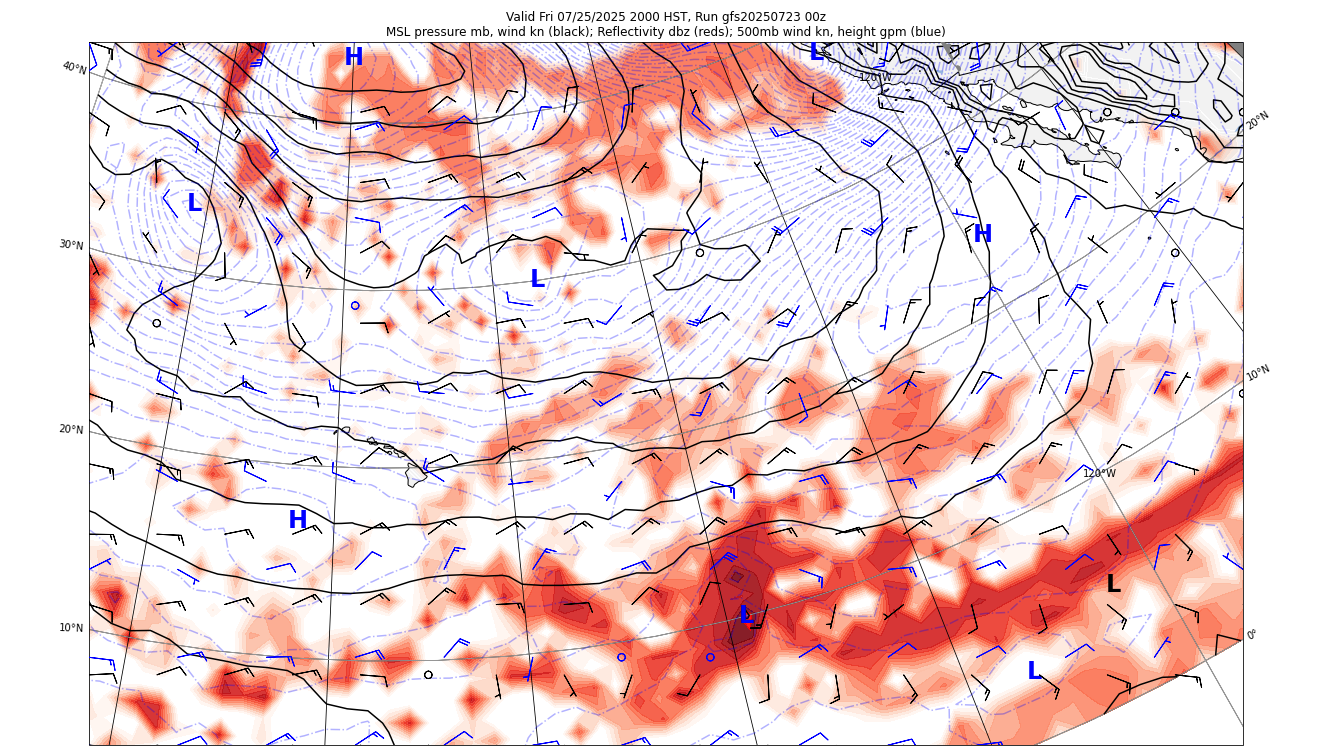 Valid Fri 07/25/2025 2000 HST, Run gfs20250723 00z
MSL pressure mb, wind kn (black); Reflectivity dbz (reds); 500mb wind kn, height gpm (blue)
H
L
40°N
120°W
20°N
L
H
30°N
L
10°N
20°N
120°W
H
L
L
10°N
0°
L